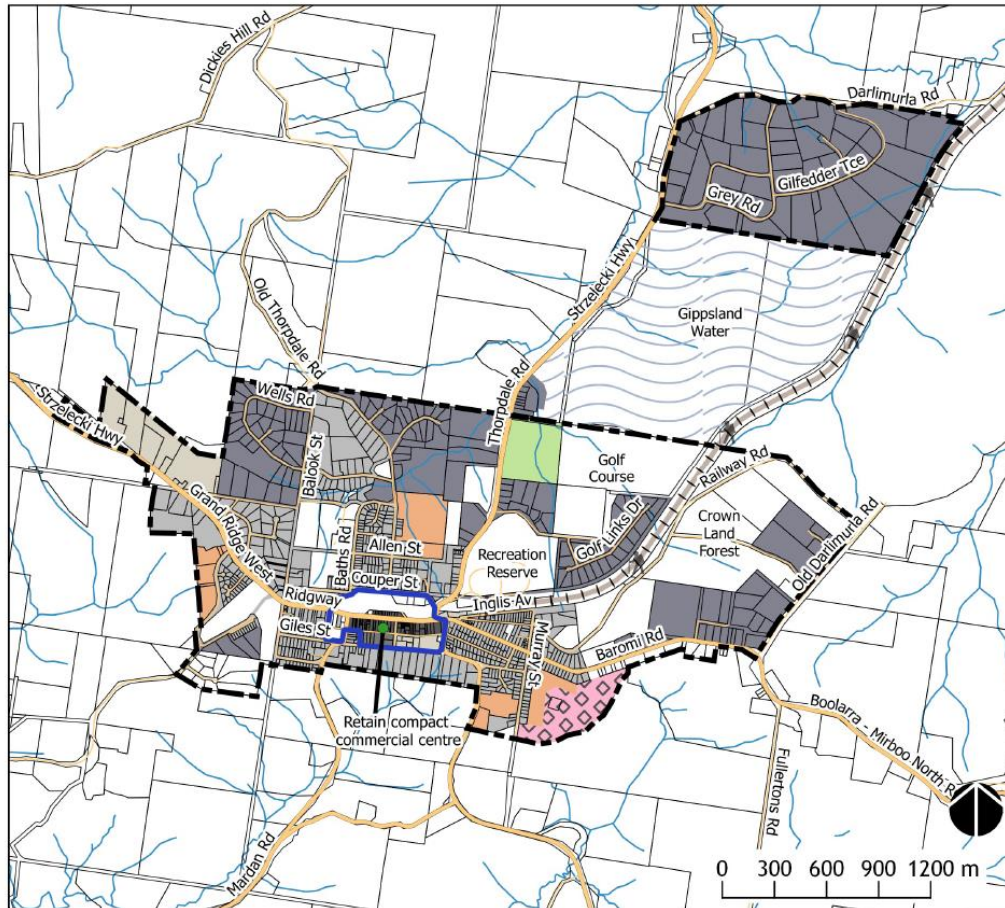 Dickies Hill Rd
Darlimurla Rd
Gilfedder Tce
Grey Rd
Strzelecki Hwy
Gippsland
Water
Old Thorpdale Rd
Thorpdale Rd
Wells Rd
Strzelecki Hwy
Balook St
Golf
Course
Railway Rd
Grand Ridge West
Golf Links Dr
Crown
Land
Forest
Old Darlimurla Rd
Baths Rd
Allen St
Recreation
Reserve
Couper St
Ridgway
Inglis Av
Giles St
Murray St
Baromi Rd
Retain compact
commercial centre
Boolarra - Mirboo North R
Fullertons Rd
Mardan Rd
0 300 600 900 1200 m